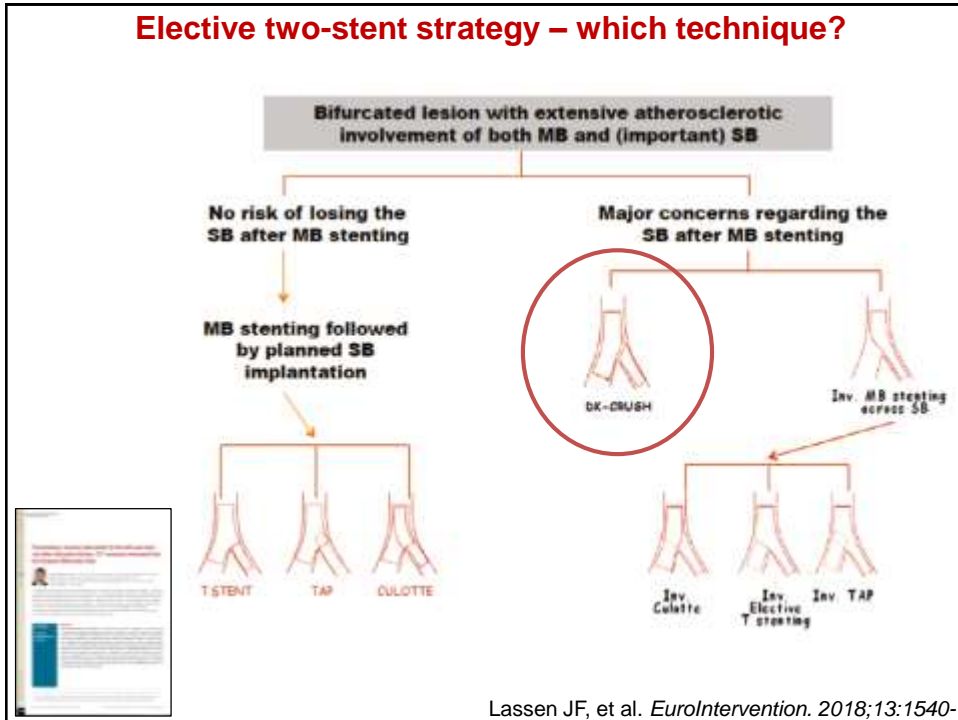 Elective two-stent strategy – which technique?
Bifurcated lesion with extensive atherosclerotic
involvement of both MB and (important) SB
No risk of losing the
SB after MB stenting
Major concerns regarding the
SB after MB stenting
MB stenting followed
by planned SB
implantation
DK-CRUSH
Inv. MB stenting
across SB
T STENT
TAP
CULOTTE
Inv.
Culotte
Inv.
Elective
T stenting
Inv. TAP
Lassen JF, et al. EuroIntervention. 2018;13:1540-